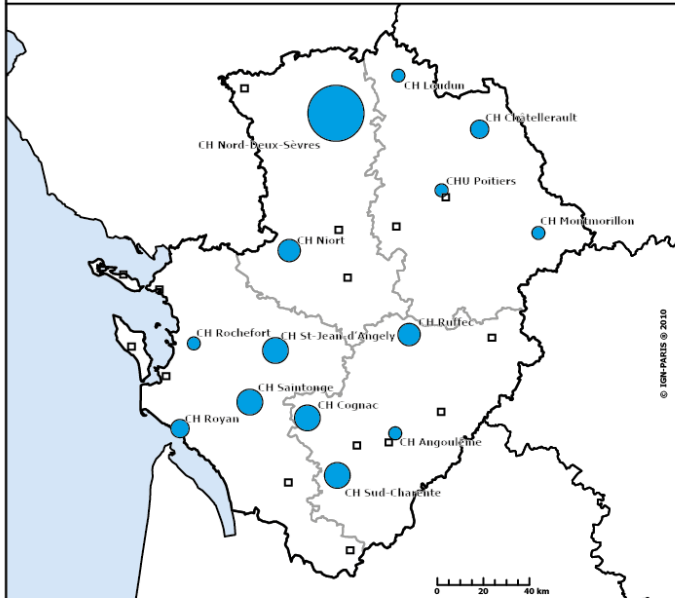 CH Loudun
CH Châtellerault
CH Nord-Deux-Sèvres
CHU Poitiers
CH Montmorillon
CH Niort
CH Ruffec
CH Rochefort
CH St-Jean-d'Angely
CH Saintonge
CH Cognac
CH Royan
CH Angoulême
CH Sud-Charente
© IGN-PARIS ® 2010
0 20 40 km